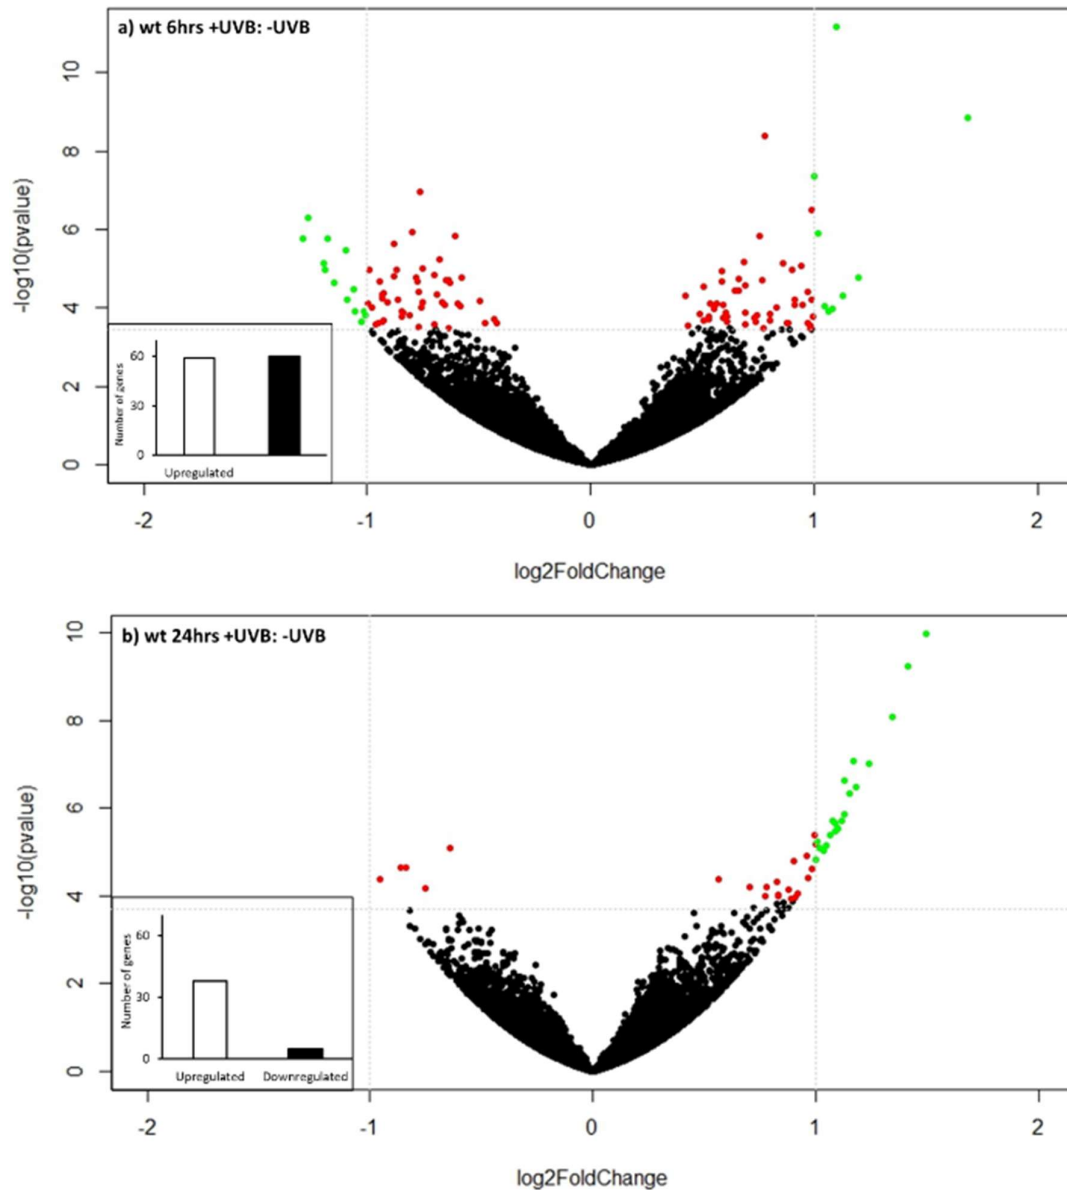 a) wt 6hrs +UVB: -UVB
10
8
6
4
2
0
-log10(pvalue)
60
30
0
Number of genes
Upregulated
-2 -1 0 1 2
log2FoldChange
b) wt 24hrs +UVB: -UVB
10
8
6
4
2
0
-log10(pvalue)
60
30
0
Number of genes
Upregulated Downregulated
-2 -1 0 1 2
log2FoldChange